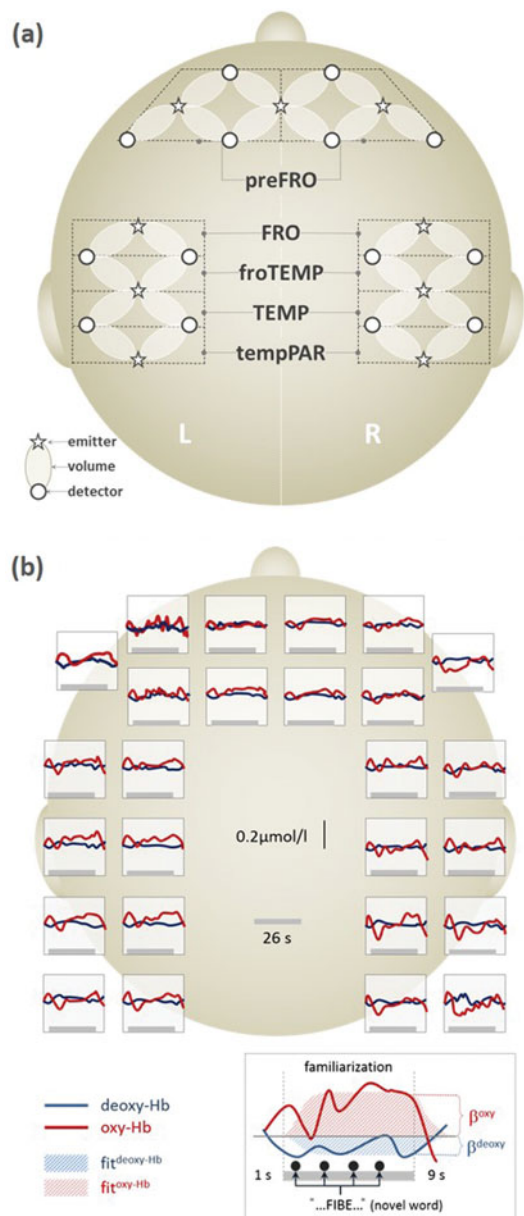 (a)
preFRO
FRO
froTEMP
TEMP
tempPAR
L R
emitter
volume
detector
(b)
0.2µmol/l
26 s
familiarization
deoxy-Hb
oxy-Hb
fit^deoxy-Hb
fit^oxy-Hb
β^oxy
β^deoxy
1 s 9 s
"...FIBE..." (novel word)